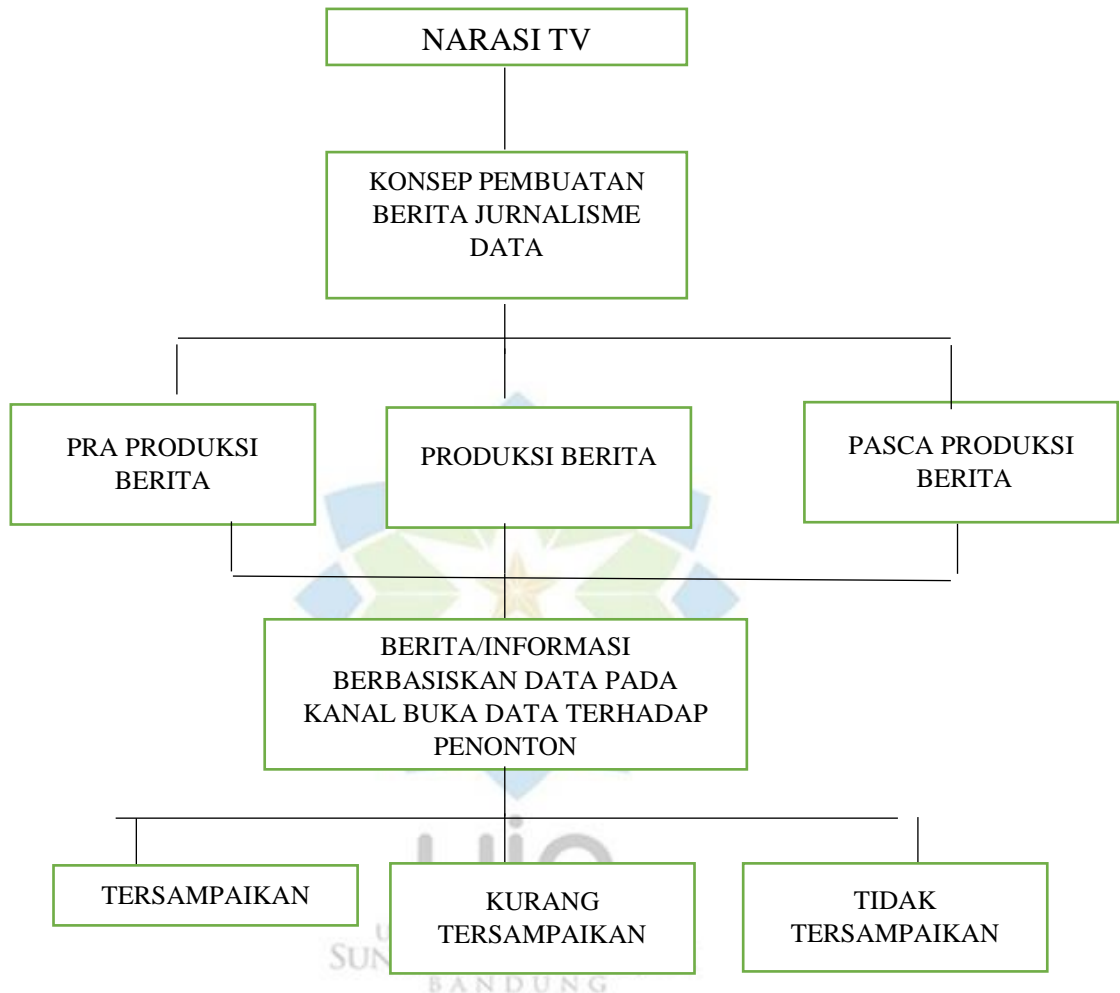 NARASI TV
KONSEP PEMBUATAN
BERITA JURNALISME
DATA
PRA PRODUKSI
BERITA
PRODUKSI BERITA
PASCA PRODUKSI
BERITA
BERITA/INFORMASI
BERBASISKAN DATA PADA
KANAL BUKA DATA TERHADAP
PENONTON
TERSAMPAIKAN
KURANG
TERSAMPAIKAN
TIDAK
TERSAMPAIKAN
BANDUNG